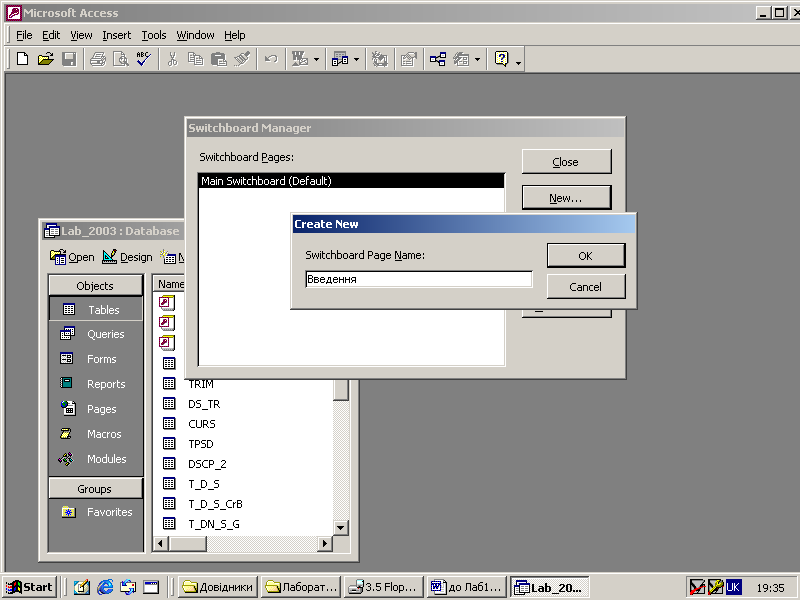 Microsoft Access
File Edit View Insert Tools Window Help
Switchboard Manager
Switchboard Pages:
Main Switchboard (Default)
Close
New...
Create New
Switchboard Page Name:
Введення
OK
Cancel
Lab_2003 : Database
Open Design
Objects
Tables
Queries
Forms
Reports
Pages
Macros
Modules
Groups
Favorites
Name
TRIM
DS_TR
CURS
TPSD
DSCP_2
T_D_S
T_D_S_CrB
T_DN_S_G
Start Довідники Лаборат... 3.5 Flop... до Лаб1... Lab_20... UK 19:35